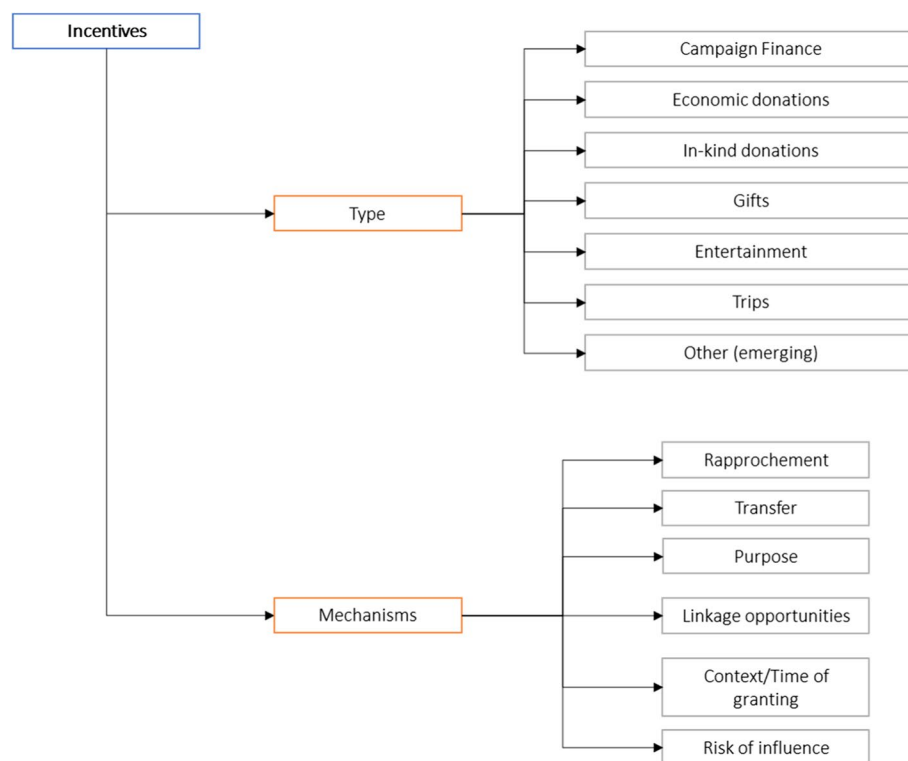 Incentives
Campaign Finance
Economic donations
In-kind donations
Type
Gifts
Entertainment
Trips
Other (emerging)
Rapprochement
Transfer
Purpose
Mechanisms
Linkage opportunities
Context/Time of
granting
Risk of influence